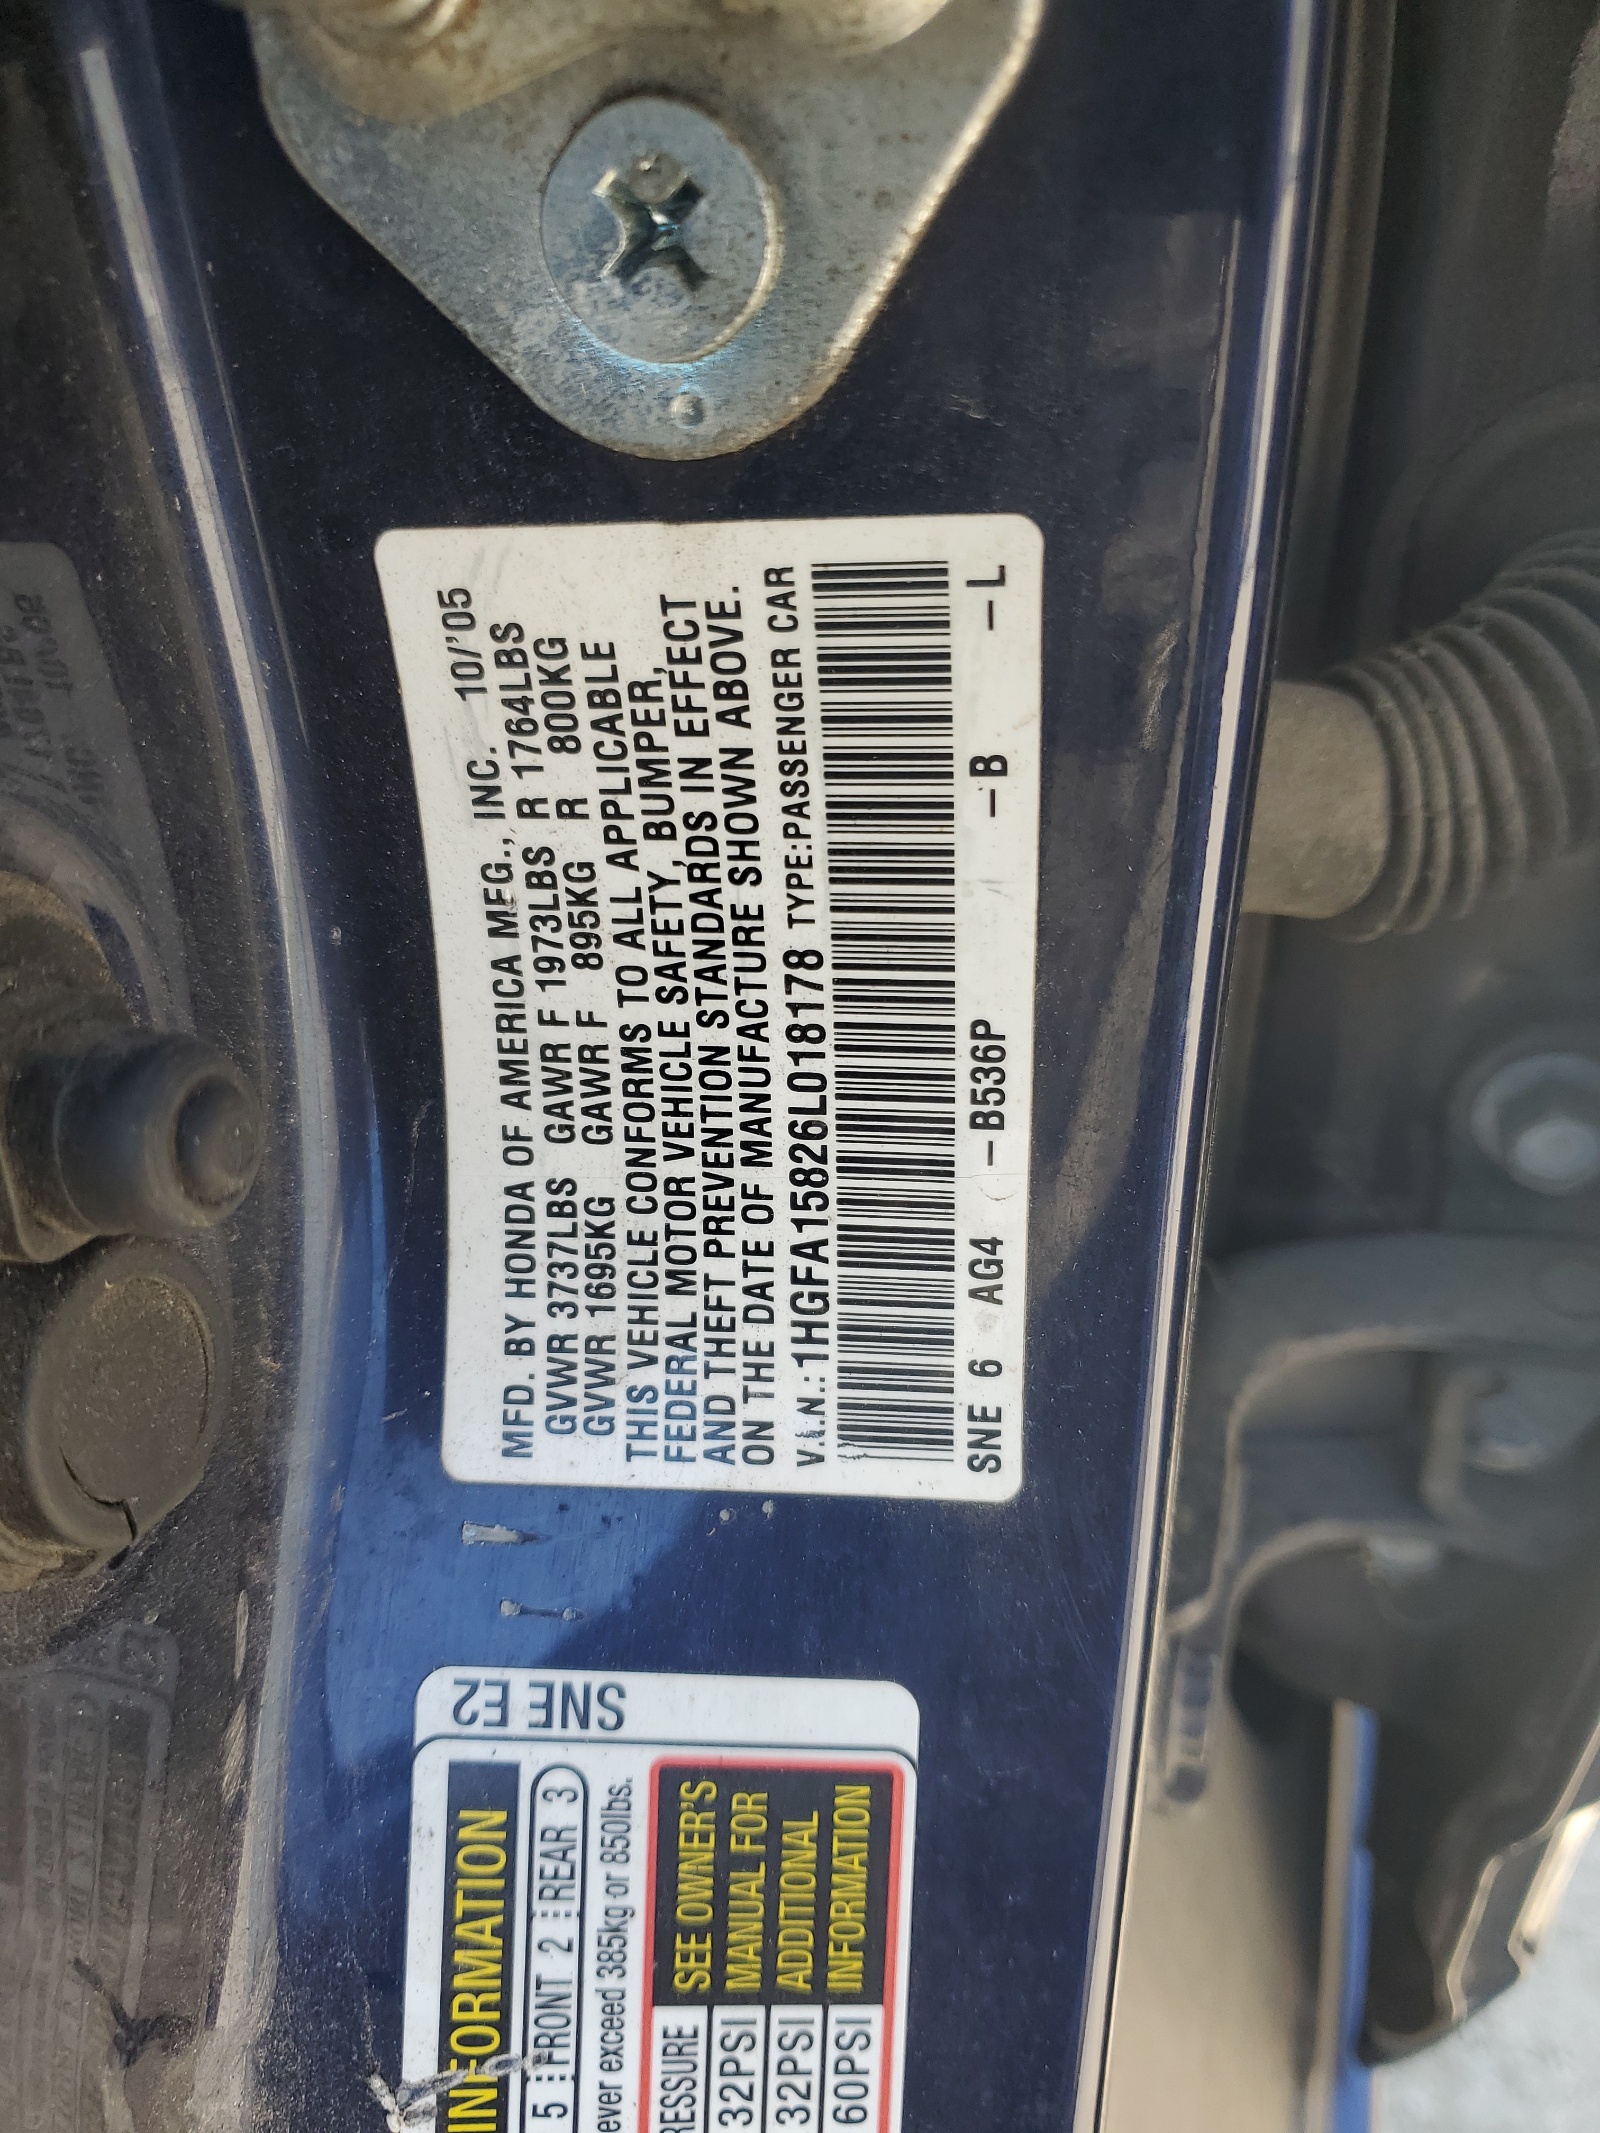 MFD. BY HONDA OF AMERICA MFG., INC. 10/'05
GVWR 3737LBS GAWR F 1973LBS R 1764LBS
GVWR 1695KG GAWR F 895KG R 800KG
THIS VEHICLE CONFORMS TO ALL APPLICABLE
FEDERAL MOTOR VEHICLE SAFETY, BUMPER,
AND THEFT PREVENTION STANDARDS IN EFFECT
ON THE DATE OF MANUFACTURE SHOWN ABOVE.
V.I.N.: 1HGFA15826L018178 TYPE:PASSENGER CAR
SNE 6 AG4 –B536P –B –L
SNE E2
INFORMATION
5 FRONT 2 REAR 3
ever exceed 385kg or 850lbs.
RESSURE
32PSI
32PSI
60PSI
SEE OWNER'S
MANUAL FOR
ADDITIONAL
INFORMATION